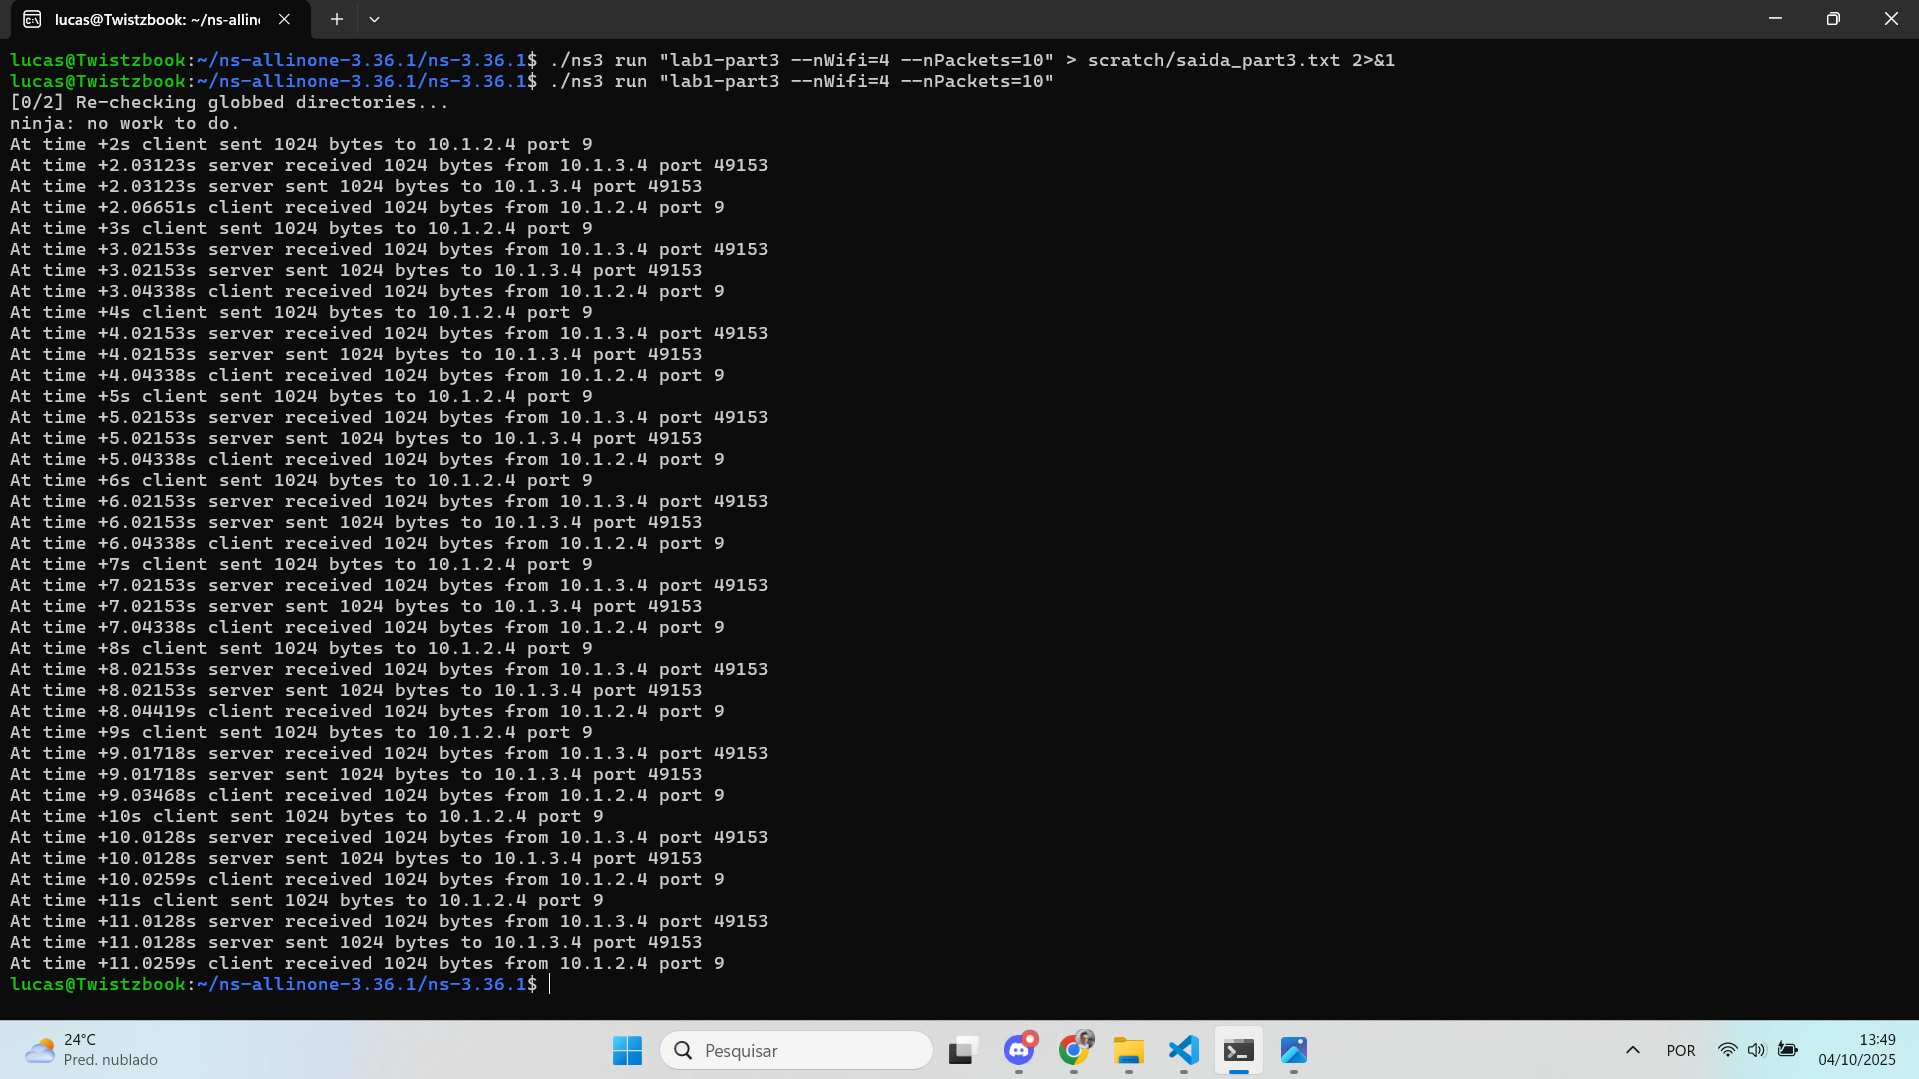 lucas@Twistzbook: ~/ns-allin
lucas@Twistzbook:~/ns-allinone-3.36.1/ns-3.36.1$ ./ns3 run "lab1-part3 --nWifi=4 --nPackets=10" > scratch/saida_part3.txt 2>&1
lucas@Twistzbook:~/ns-allinone-3.36.1/ns-3.36.1$ ./ns3 run "lab1-part3 --nWifi=4 --nPackets=10"
[0/2] Re-checking globbed directories...
ninja: no work to do.
At time +2s client sent 1024 bytes to 10.1.2.4 port 9
At time +2.03123s server received 1024 bytes from 10.1.3.4 port 49153
At time +2.03123s server sent 1024 bytes to 10.1.3.4 port 49153
At time +2.06651s client received 1024 bytes from 10.1.2.4 port 9
At time +3s client sent 1024 bytes to 10.1.2.4 port 9
At time +3.02153s server received 1024 bytes from 10.1.3.4 port 49153
At time +3.02153s server sent 1024 bytes to 10.1.3.4 port 49153
At time +3.04338s client received 1024 bytes from 10.1.2.4 port 9
At time +4s client sent 1024 bytes to 10.1.2.4 port 9
At time +4.02153s server received 1024 bytes from 10.1.3.4 port 49153
At time +4.02153s server sent 1024 bytes to 10.1.3.4 port 49153
At time +4.04338s client received 1024 bytes from 10.1.2.4 port 9
At time +5s client sent 1024 bytes to 10.1.2.4 port 9
At time +5.02153s server received 1024 bytes from 10.1.3.4 port 49153
At time +5.02153s server sent 1024 bytes to 10.1.3.4 port 49153
At time +5.04338s client received 1024 bytes from 10.1.2.4 port 9
At time +6s client sent 1024 bytes to 10.1.2.4 port 9
At time +6.02153s server received 1024 bytes from 10.1.3.4 port 49153
At time +6.02153s server sent 1024 bytes to 10.1.3.4 port 49153
At time +6.04338s client received 1024 bytes from 10.1.2.4 port 9
At time +7s client sent 1024 bytes to 10.1.2.4 port 9
At time +7.02153s server received 1024 bytes from 10.1.3.4 port 49153
At time +7.02153s server sent 1024 bytes to 10.1.3.4 port 49153
At time +7.04338s client received 1024 bytes from 10.1.2.4 port 9
At time +8s client sent 1024 bytes to 10.1.2.4 port 9
At time +8.02153s server received 1024 bytes from 10.1.3.4 port 49153
At time +8.02153s server sent 1024 bytes to 10.1.3.4 port 49153
At time +8.04419s client received 1024 bytes from 10.1.2.4 port 9
At time +9s client sent 1024 bytes to 10.1.2.4 port 9
At time +9.01718s server received 1024 bytes from 10.1.3.4 port 49153
At time +9.01718s server sent 1024 bytes to 10.1.3.4 port 49153
At time +9.03468s client received 1024 bytes from 10.1.2.4 port 9
At time +10s client sent 1024 bytes to 10.1.2.4 port 9
At time +10.0128s server received 1024 bytes from 10.1.3.4 port 49153
At time +10.0128s server sent 1024 bytes to 10.1.3.4 port 49153
At time +10.0259s client received 1024 bytes from 10.1.2.4 port 9
At time +11s client sent 1024 bytes to 10.1.2.4 port 9
At time +11.0128s server received 1024 bytes from 10.1.3.4 port 49153
At time +11.0128s server sent 1024 bytes to 10.1.3.4 port 49153
At time +11.0259s client received 1024 bytes from 10.1.2.4 port 9
lucas@Twistzbook:~/ns-allinone-3.36.1/ns-3.36.1$
24°C
Pred. nublado
Pesquisar
POR
13:49
04/10/2025